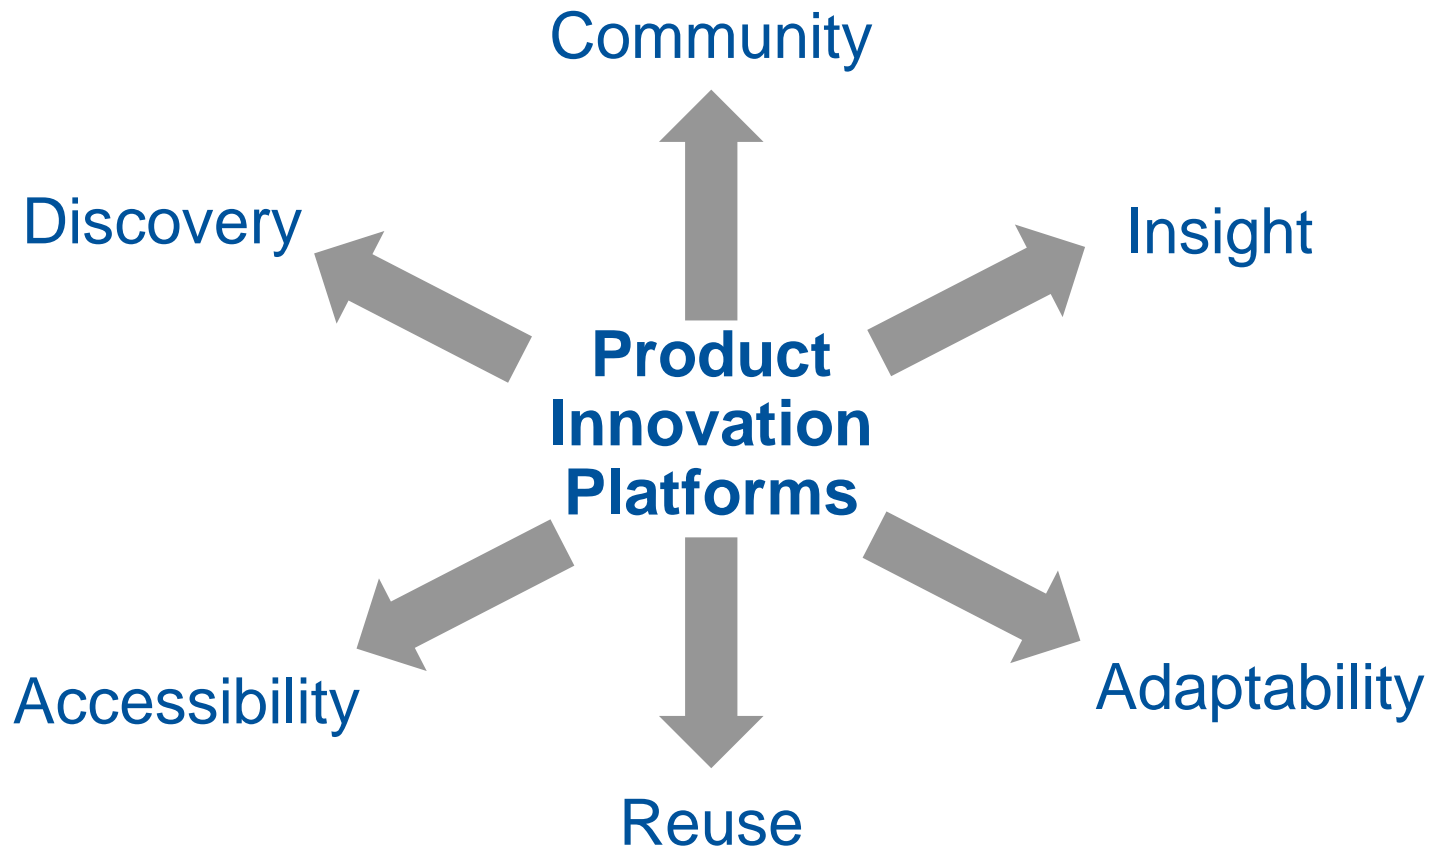 Community
Discovery
Insight
Product
Innovation
Platforms
Accessibility
Adaptability
Reuse